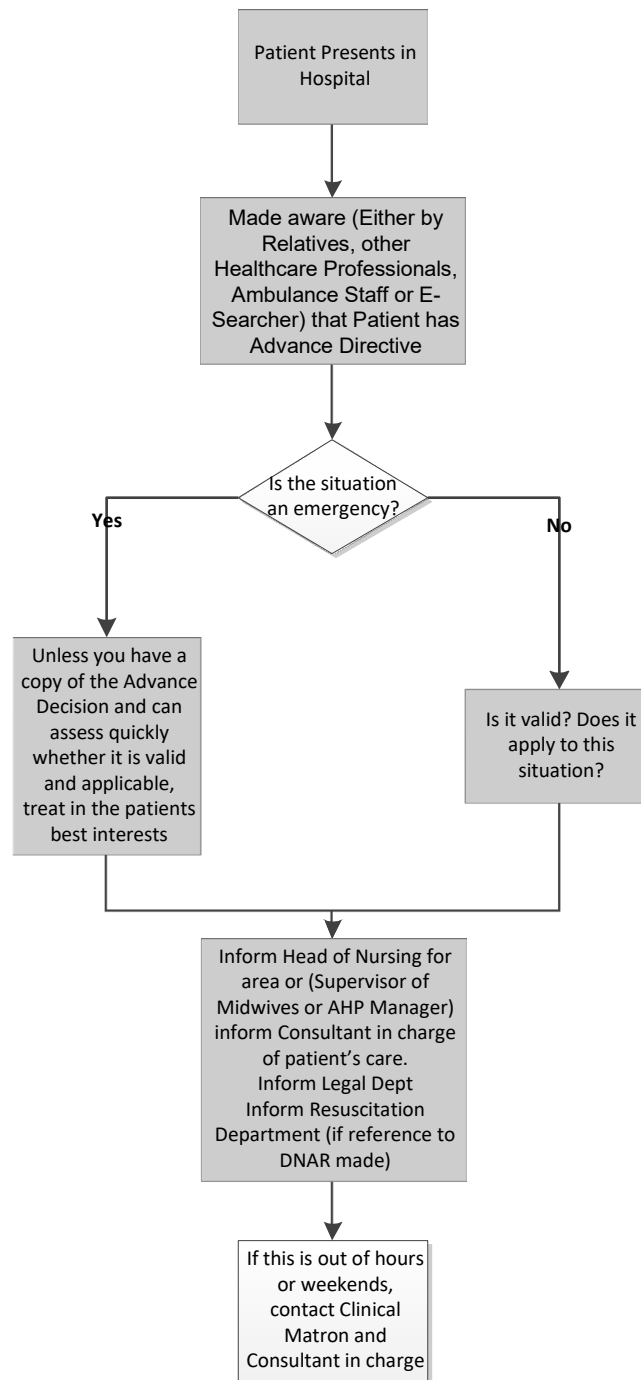 Patient Presents in
Hospital
Made aware (Either by
Relatives, other
Healthcare Professionals,
Ambulance Staff or E-
Searcher) that Patient has
Advance Directive
Is the situation
an emergency?
Yes
No
Unless you have a
copy of the Advance
Decision and can
assess quickly
whether it is valid
and applicable,
treat in the patients
best interests
Is it valid? Does it
apply to this
situation?
Inform Head of Nursing for
area or (Supervisor of
Midwives or AHP Manager)
inform Consultant in charge
of patient’s care.
Inform Legal Dept
Inform Resuscitation
Department (if reference to
DNAR made)
If this is out of hours
or weekends,
contact Clinical
Matron and
Consultant in charge